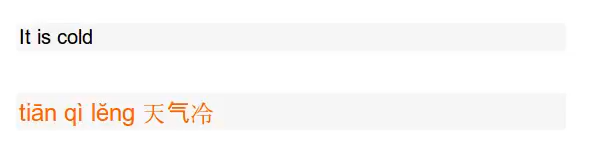 It is cold
tiān qì lěng 天气冷